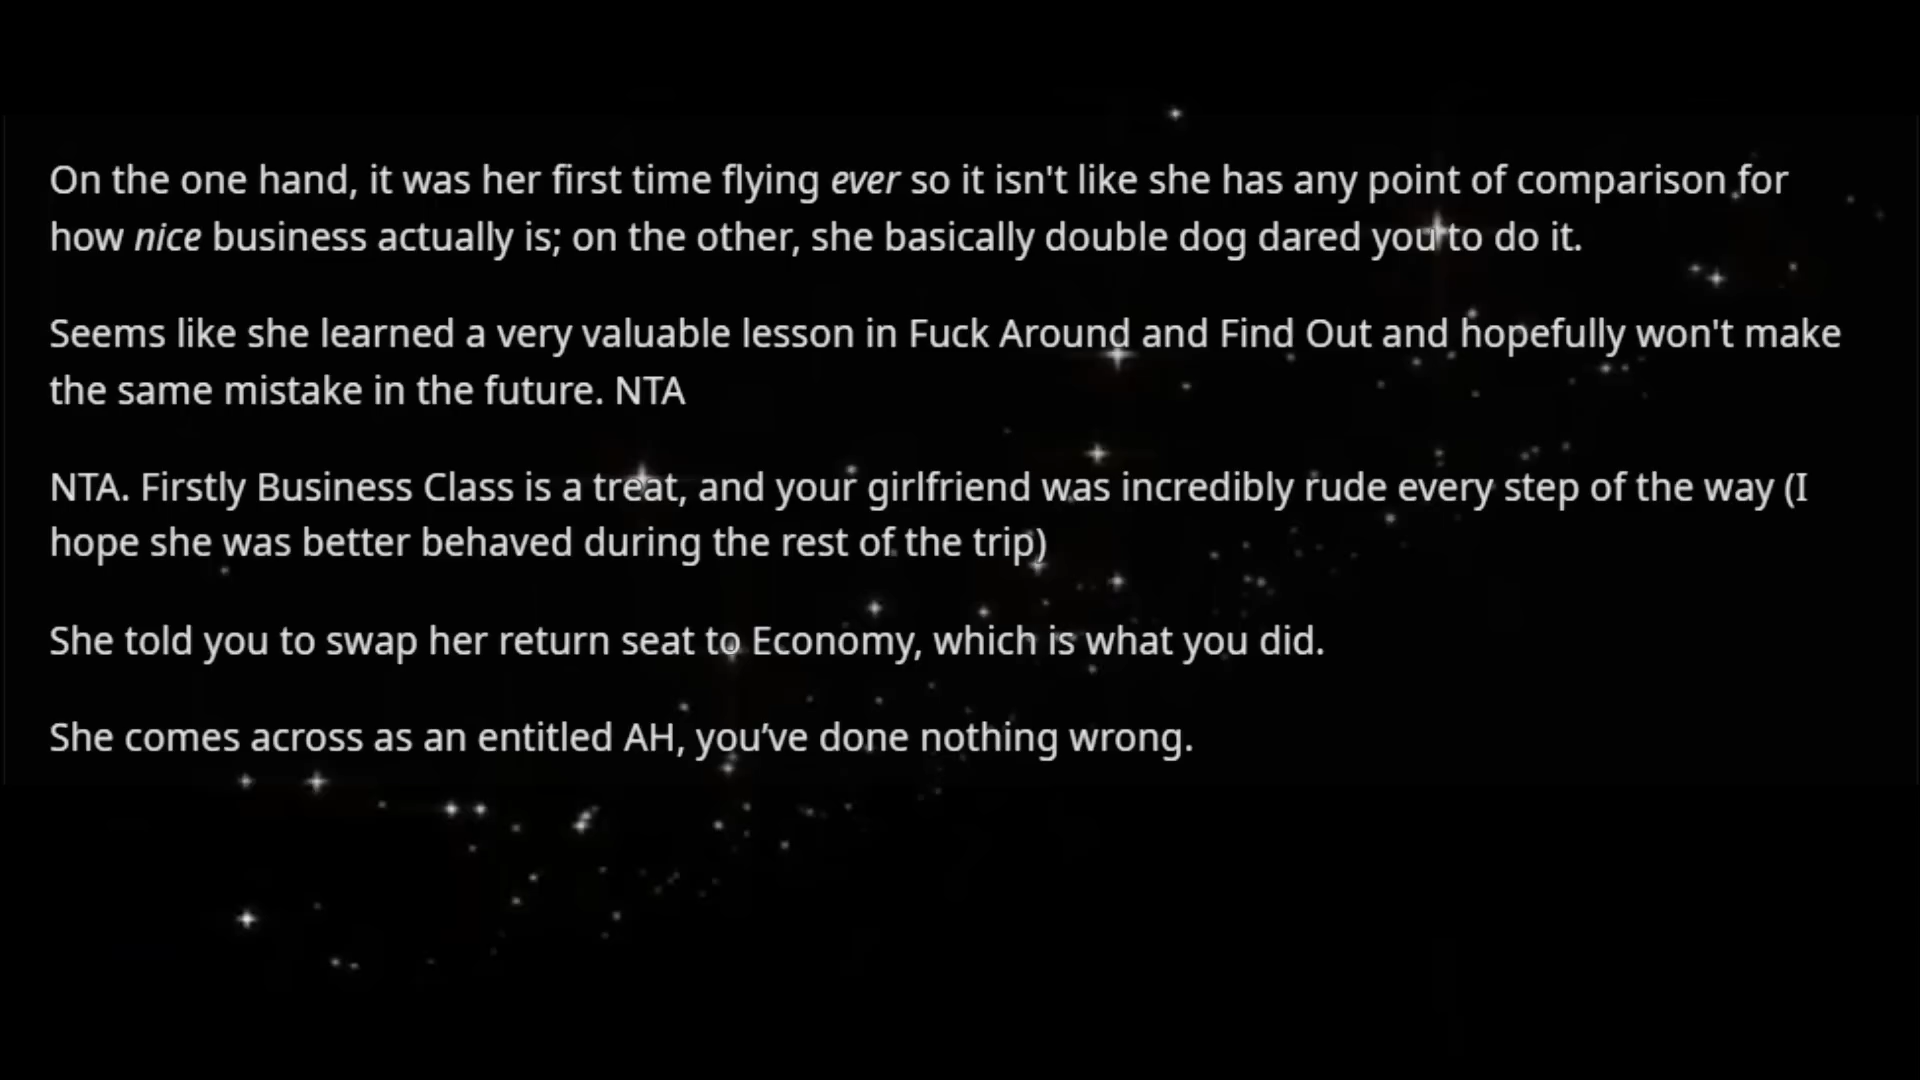 On the one hand, it was her first time flying ever so it isn't like she has any point of comparison for
how nice business actually is; on the other, she basically double dog dared you to do it.
Seems like she learned a very valuable lesson in Fuck Around and Find Out and hopefully won't make
the same mistake in the future. NTA
NTA. Firstly Business Class is a treat, and your girlfriend was incredibly rude every step of the way (I
hope she was better behaved during the rest of the trip)
She told you to swap her return seat to Economy, which is what you did.
She comes across as an entitled AH, you’ve done nothing wrong.